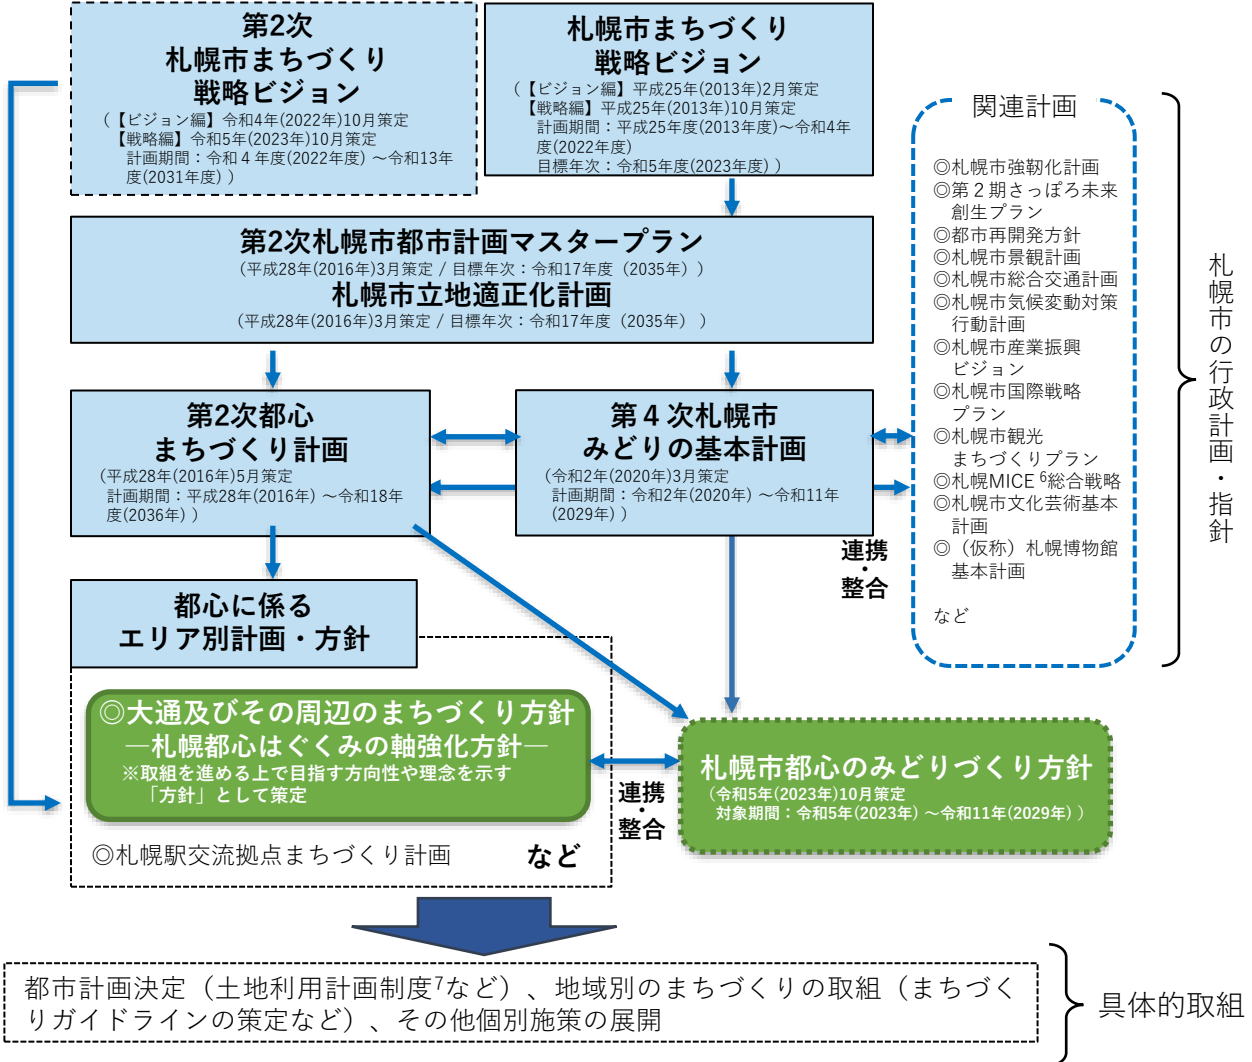 第2次
札幌市まちづくり
戦略ビジョン
(【ビジョン編】令和4年(2022年)10月策定
【戦略編】令和5年(2023年)10月策定
計画期間：令和４年度(2022年度) ～令和13年
度(2031年度) )
札幌市まちづくり
戦略ビジョン
(【ビジョン編】平成25年(2013年)2月策定
【戦略編】平成25年(2013年)10月策定
計画期間：平成25年度(2013年度)～令和4年
度(2022年度)
目標年次：令和5年度(2023年度) )
第2次札幌市都市計画マスタープラン
(平成28年(2016年)3月策定 / 目標年次：令和17年度（2035年） )
札幌市立地適正化計画
(平成28年(2016年)3月策定 / 目標年次：令和17年度（2035年） )
第2次都心
まちづくり計画
(平成28年(2016年)5月策定
計画期間：平成28年(2016年) ～令和18年
度(2036年) )
第４次札幌市
みどりの基本計画
(令和2年(2020年)3月策定
計画期間：令和2年(2020年) ～令和11年
(2029年) )
連携
・
整合
関連計画
◎札幌市強靭化計画
◎第２期さっぽろ未来
創生プラン
◎都市再開発方針
◎札幌市景観計画
◎札幌市総合交通計画
◎札幌市気候変動対策
行動計画
◎札幌市産業振興
ビジョン
◎札幌市国際戦略
プラン
◎札幌市観光
まちづくりプラン
◎札幌MICE 6総合戦略
◎札幌市文化芸術基本
計画
◎（仮称）札幌博物館
基本計画
など
札幌市の行政計画・指針
都心に係る
エリア別計画・方針
◎大通及びその周辺のまちづくり方針
―札幌都心はぐくみの軸強化方針―
※取組を進める上で目指す方向性や理念を示す
「方針」として策定
◎札幌駅交流拠点まちづくり計画 など
連携
・
整合
札幌市都心のみどりづくり方針
(令和5年(2023年)10月策定
対象期間：令和5年(2023年) ～令和11年(2029年) )
都市計画決定（土地利用計画制度7など）、地域別のまちづくりの取組（まちづく
りガイドラインの策定など）、その他個別施策の展開
具体的取組